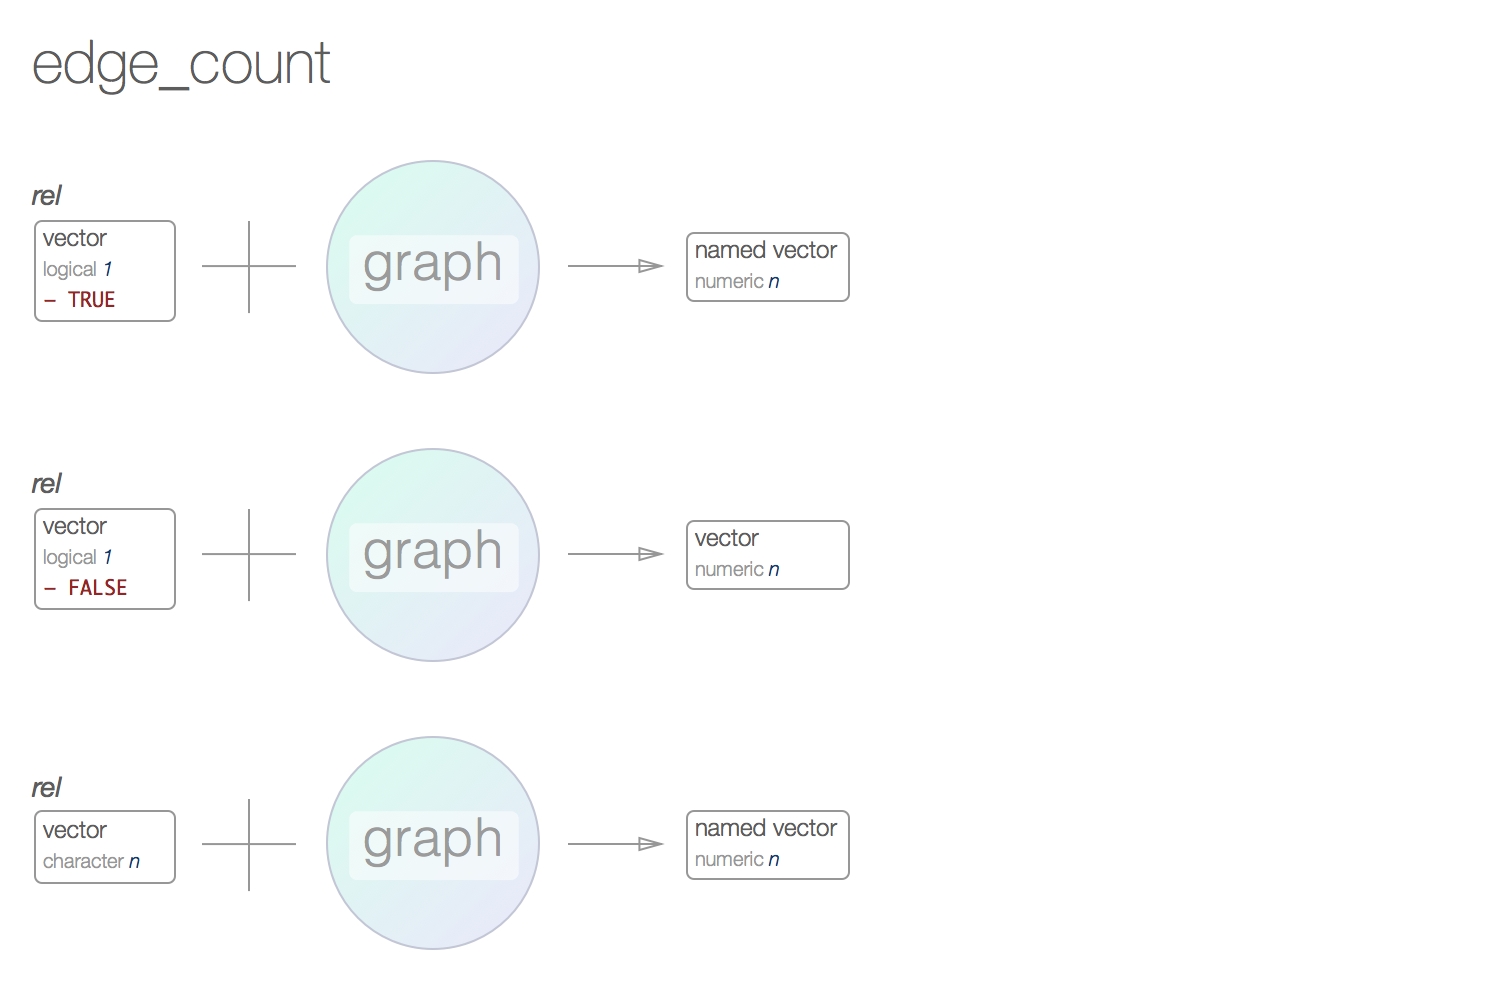 edge_count
rel
vector
logical 1
– TRUE
graph
named vector
numeric n
rel
vector
logical 1
– FALSE
graph
vector
numeric n
rel
vector
character n
graph
named vector
numeric n